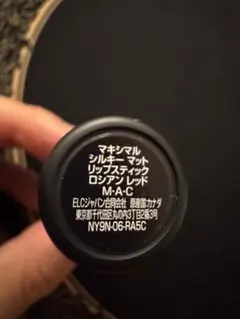 マキシマル
シルキー マット
リップスティック
ロシアン レッド
M·A·C
ELCジャパン合同会社 原産国:カナダ
東京都千代田区丸の内3丁目2番3号
NY9N-06-RA5C